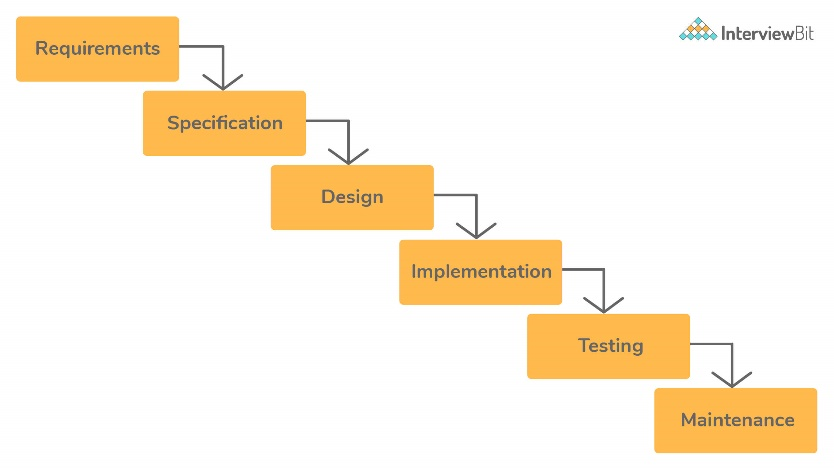 Requirements
InterviewBit
Specification
Design
Implementation
Testing
Maintenance